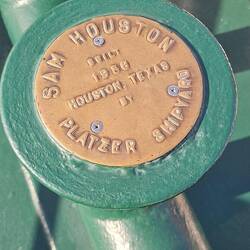 SAM HOUSTON
BUILT
1958
HOUSTON, TEXAS
BY
PLATZER SHIPYARD